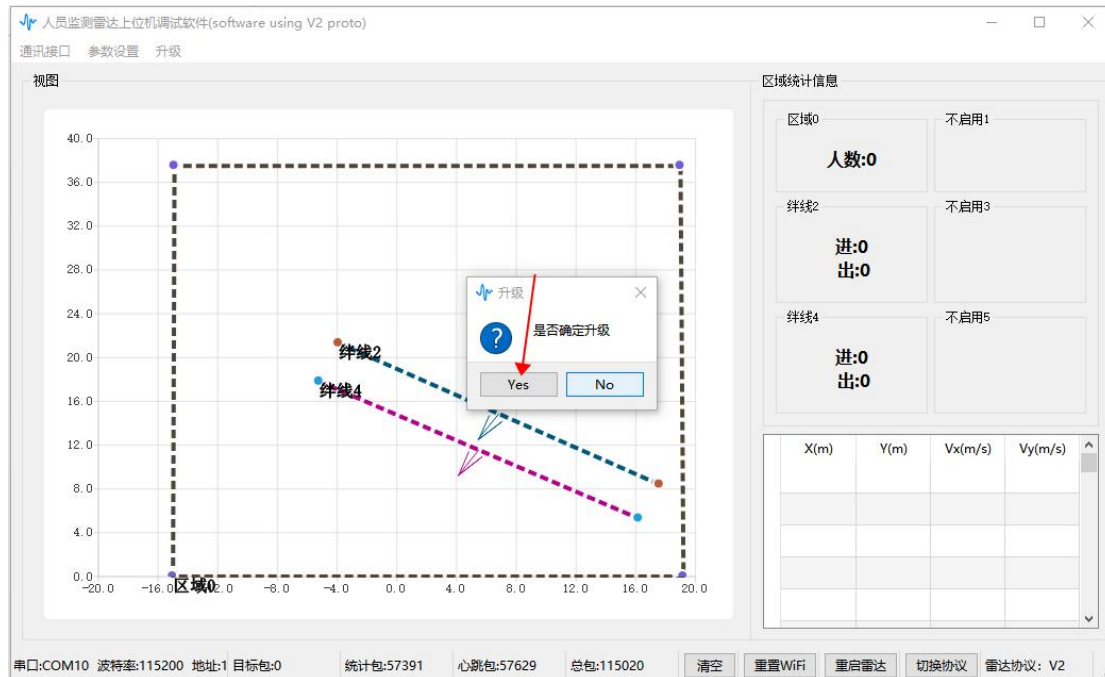 人员监测雷达上位机调试软件(software using V2 proto)
通讯接口 参数设置 升级
视图
40.0
36.0
32.0
28.0
24.0
20.0
16.0
12.0
8.0
4.0
0.0
-20.0 -16.0 2.0 -8.0 -4.0 0.0 4.0 8.0 12.0 16.0 20.0
区域0
绊线2
绊线4
升级
是否确定升级
Yes No
区域统计信息
区域0 不启用1
人数:0
绊线2 不启用3
进:0
出:0
绊线4 不启用5
进:0
出:0
X(m) Y(m) Vx(m/s) Vy(m/s)
串口:COM10 波特率:115200 地址:1 目标包:0 统计包:57391 心跳包:57629 总包:115020 清空 重置WiFi 重启雷达 切换协议 雷达协议：V2